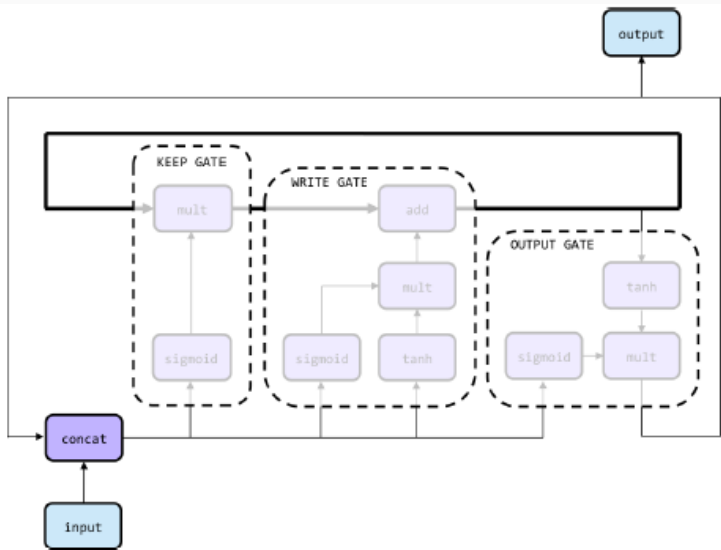 output
KEEP GATE
WRITE GATE
mult
add
OUTPUT GATE
mult
tanh
sigmoid
sigmoid
tanh
sigmoid
mult
concat
input